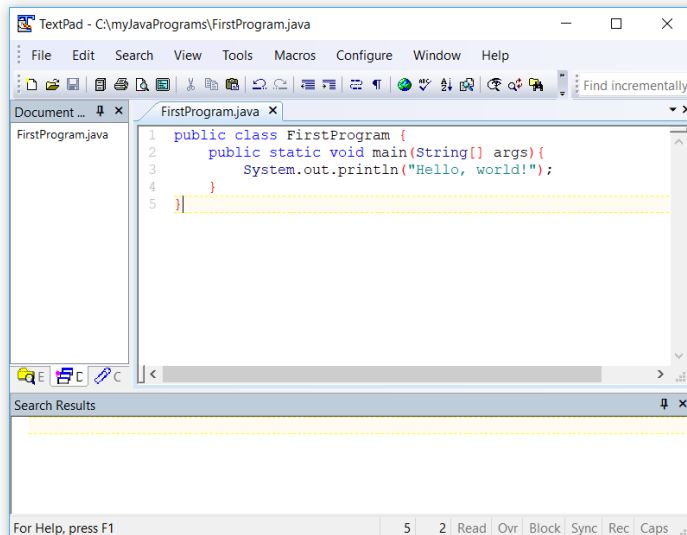 TextPad - C:\myJavaPrograms\FirstProgram.java
File Edit Search View Tools Macros Configure Window Help
Find incrementally
Document ...
FirstProgram.java
FirstProgram.java
1 public class FirstProgram {
2     public static void main(String[] args){
3         System.out.println("Hello, world!");
4     }
5 }
E D C
Search Results
For Help, press F1 5 2 Read Ovr Block Sync Rec Caps